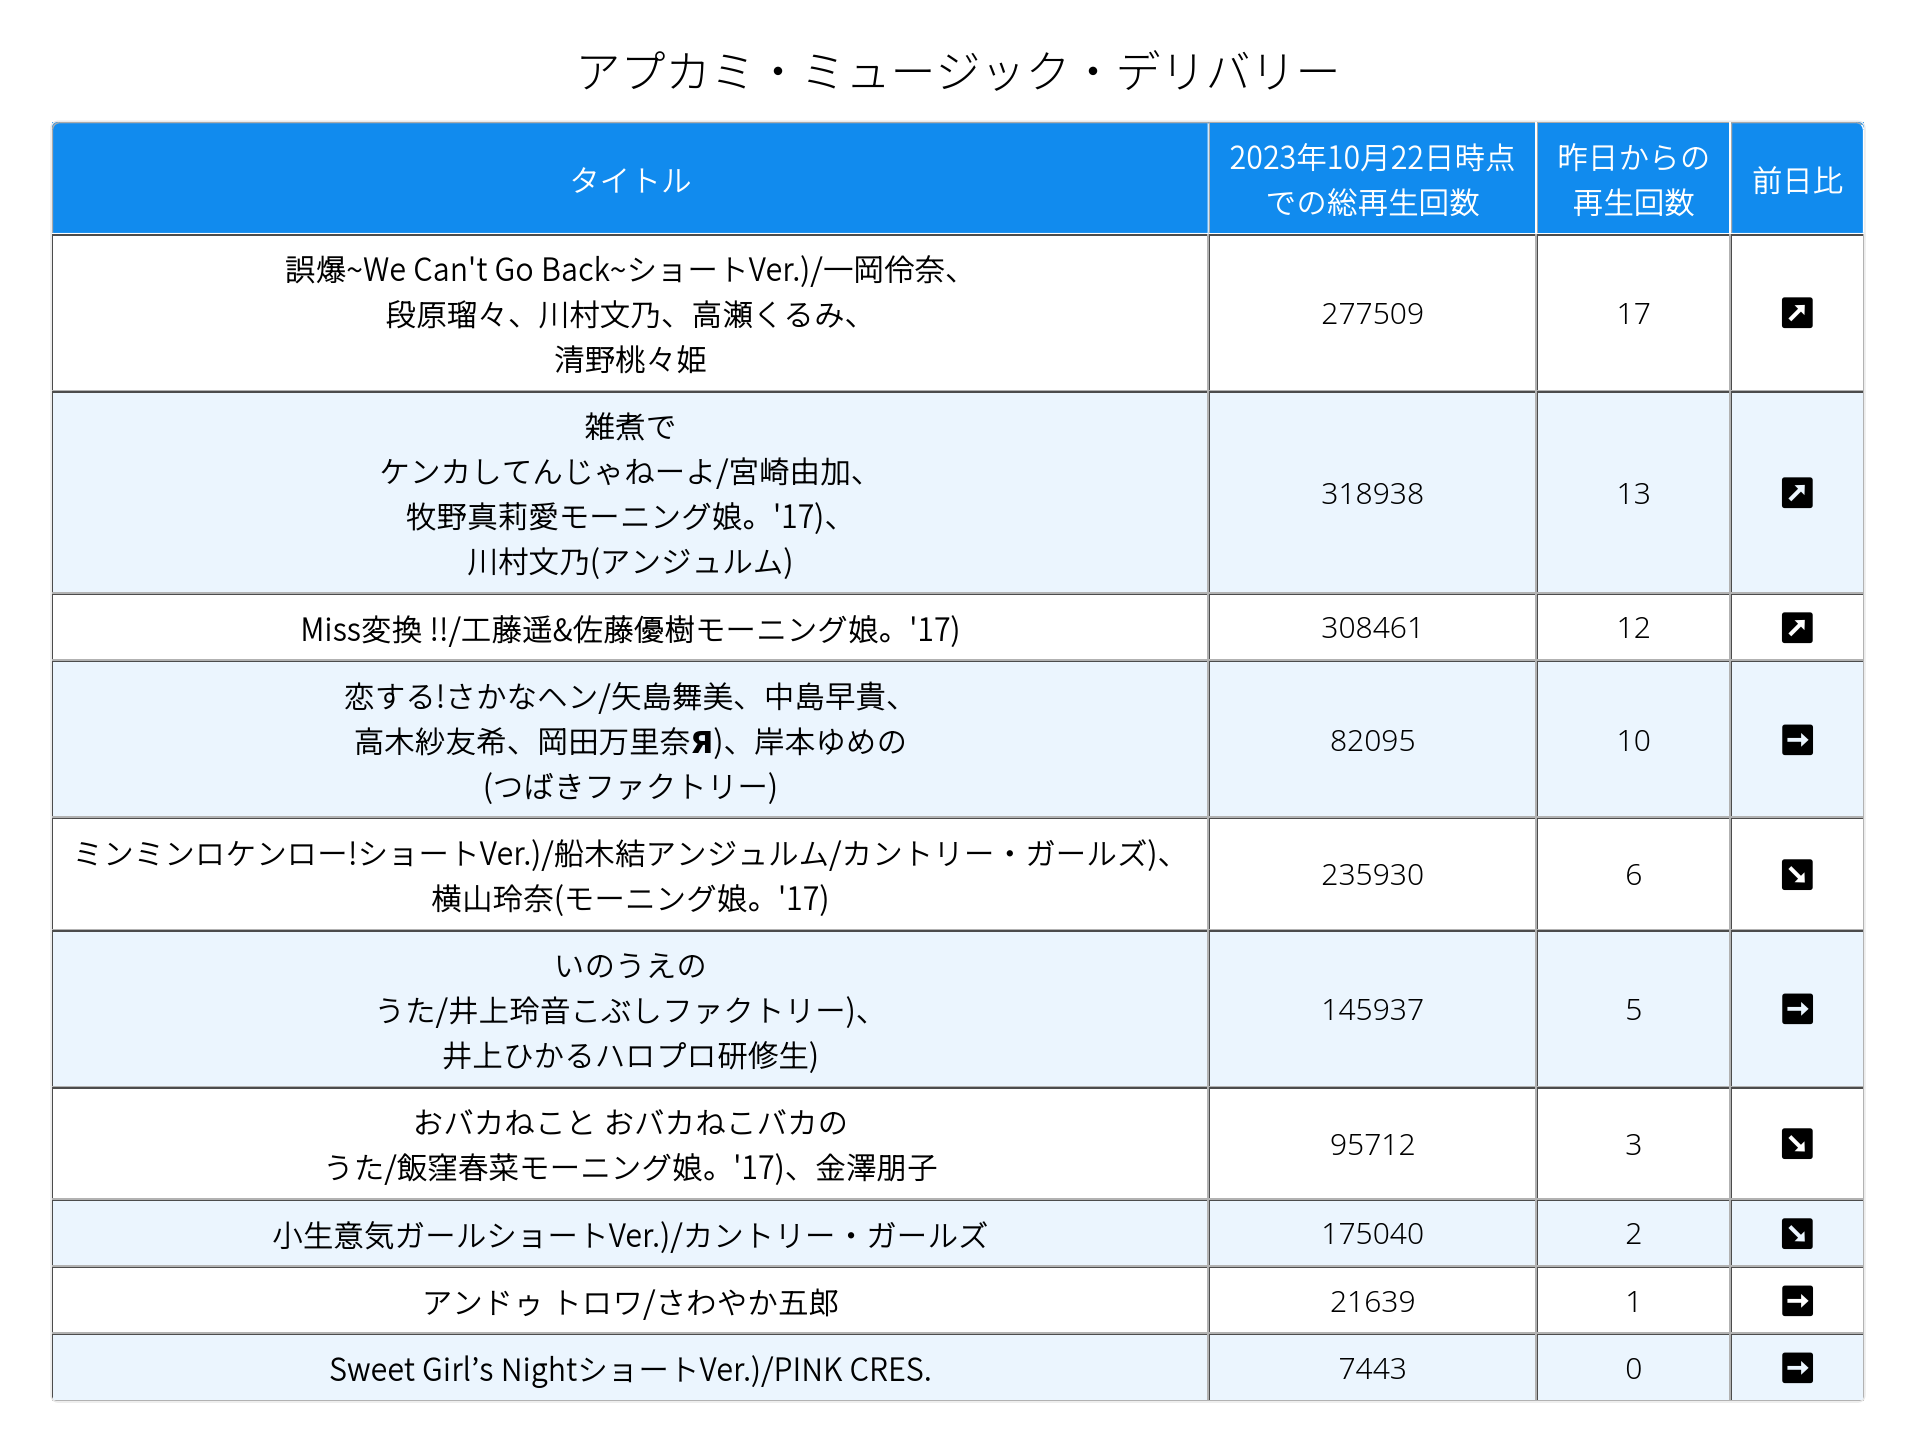 アプカミ・ミュージック・デリバリー
タイトル
2023年10月22日時点
での総再生回数
昨日からの
再生回数
前日比
誤爆~We Can't Go Back~ショートVer.)/一岡伶奈、
段原瑠々、川村文乃、高瀬くるみ、
清野桃々姫
277509
17
雑煮で
ケンカしてんじゃねーよ/宮崎由加、
牧野真莉愛モーニング娘。'17)、
川村文乃(アンジュルム)
318938
13
Miss変換 !!/工藤遥&佐藤優樹モーニング娘。'17)
308461
12
恋する!さかなヘン/矢島舞美、中島早貴、
高木紗友希、岡田万里奈Я)、岸本ゆめの
(つばきファクトリー)
82095
10
ミンミンロケンロー!ショートVer.)/船木結アンジュルム/カントリー・ガールズ)、
横山玲奈(モーニング娘。'17)
235930
6
いのうえの
うた/井上玲音こぶしファクトリー)、
井上ひかるハロプロ研修生)
145937
5
おバカねこと おバカねこバカの
うた/飯窪春菜モーニング娘。'17)、金澤朋子
95712
3
小生意気ガールショートVer.)/カントリー・ガールズ
175040
2
アンドゥ トロワ/さわやか五郎
21639
1
Sweet Girl’s NightショートVer.)/PINK CRES.
7443
0